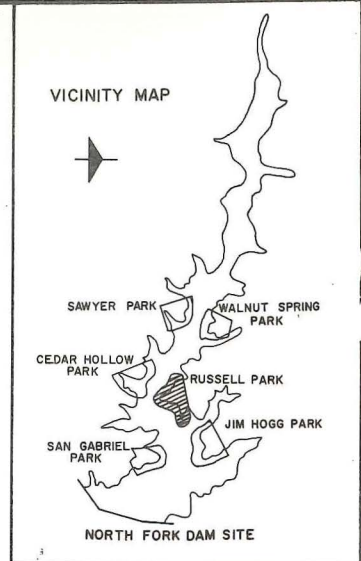 VICINITY MAP
SAWYER PARK
WALNUT SPRING
PARK
CEDAR HOLLOW
PARK
RUSSELL PARK
JIM HOGG PARK
SAN GABRIEL
PARK
NORTH FORK DAM SITE